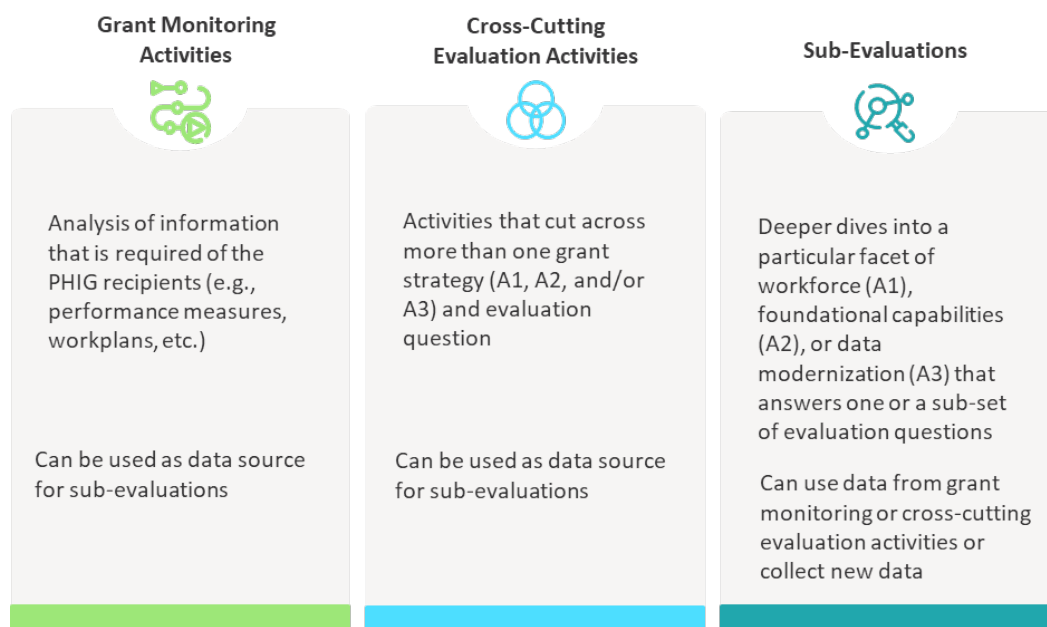 Grant Monitoring
Activities
Analysis of information
that is required of the
PHIG recipients (e.g.,
performance measures,
workplans, etc.)
Can be used as data source
for sub-evaluations
Cross-Cutting
Evaluation Activities
Activities that cut across
more than one grant
strategy (A1, A2, and/or
A3) and evaluation
question
Can be used as data source
for sub-evaluations
Sub-Evaluations
Deeper dives into a
particular facet of
workforce (A1),
foundational capabilities
(A2), or data
modernization (A3) that
answers one or a sub-set
of evaluation questions
Can use data from grant
monitoring or cross-cutting
evaluation activities or
collect new data